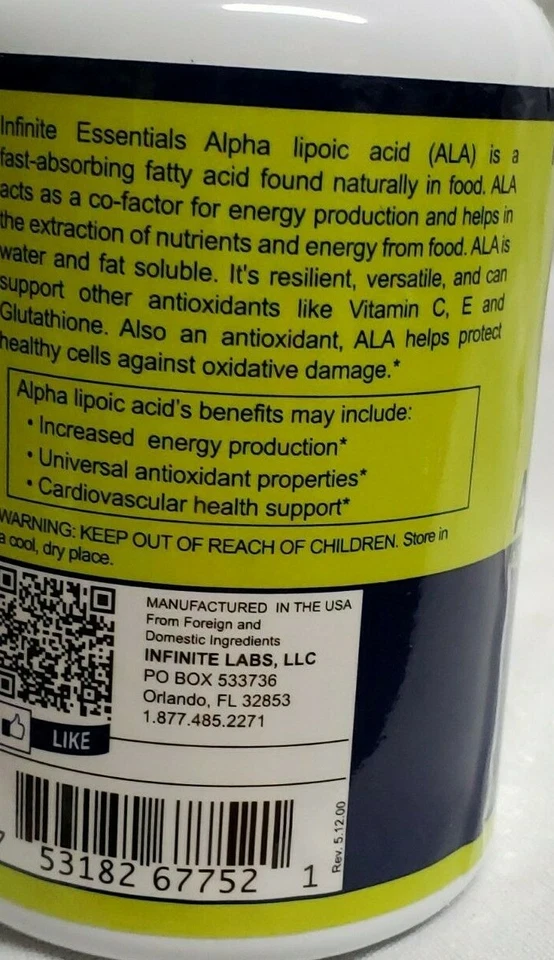 Infinite Essentials Alpha lipoic acid (ALA) is a
fast-absorbing fatty acid found naturally in food. ALA
acts as a co-factor for energy production and helps in
the extraction of nutrients and energy from food. ALA is
water and fat soluble. It's resilient, versatile, and can
support other antioxidants like Vitamin C, E and
Glutathione. Also an antioxidant, ALA helps protect
healthy cells against oxidative damage.*
Alpha lipoic acid's benefits may include:
• Increased energy production*
• Universal antioxidant properties*
• Cardiovascular health support*
WARNING: KEEP OUT OF REACH OF CHILDREN. Store in
a cool, dry place.
MANUFACTURED IN THE USA
From Foreign and
Domestic Ingredients
INFINITE LABS, LLC
PO BOX 533736
Orlando, FL 32853
1.877.485.2271
LIKE
53182 67752 1
Rev. 5.12.00